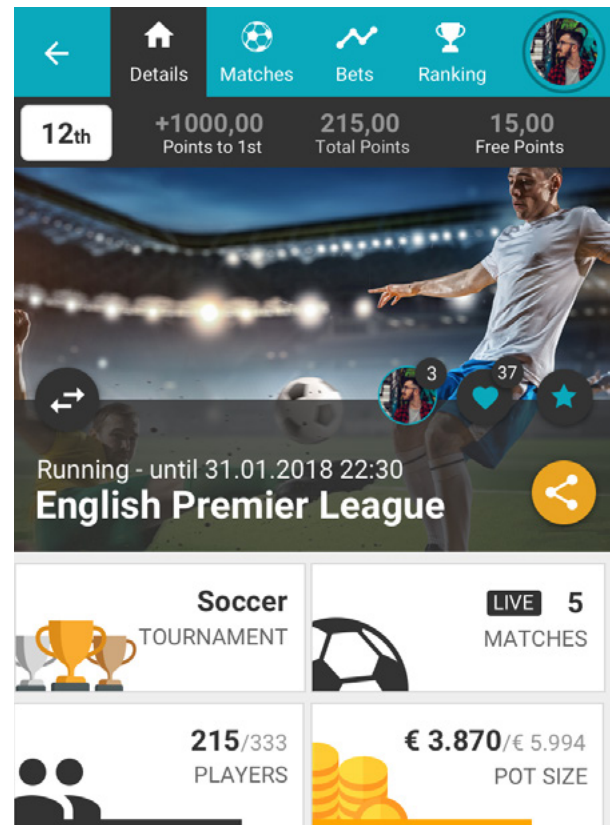 Details Matches Bets Ranking
12th +1000,00 215,00 15,00
Points to 1st Total Points Free Points
3 37
Running - until 31.01.2018 22:30
English Premier League
Soccer
TOURNAMENT
LIVE 5
MATCHES
215/333
PLAYERS
€ 3.870/€ 5.994
POT SIZE